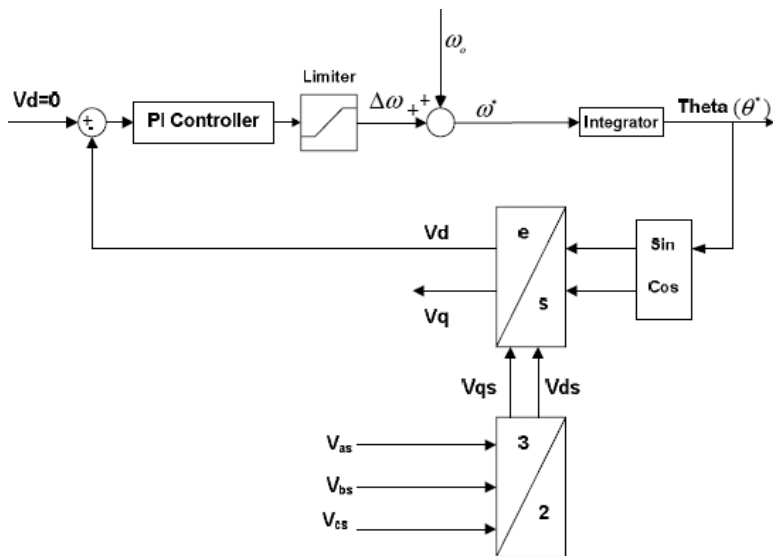 ω₀
Limiter
Vd=0
+
-
PI Controller
Δω
+
+
ω*
Integrator
Theta (θ*)
Vd
e
Sin
Vq
s
Cos
Vqs
Vds
Vas
3
Vbs
2
Vcs